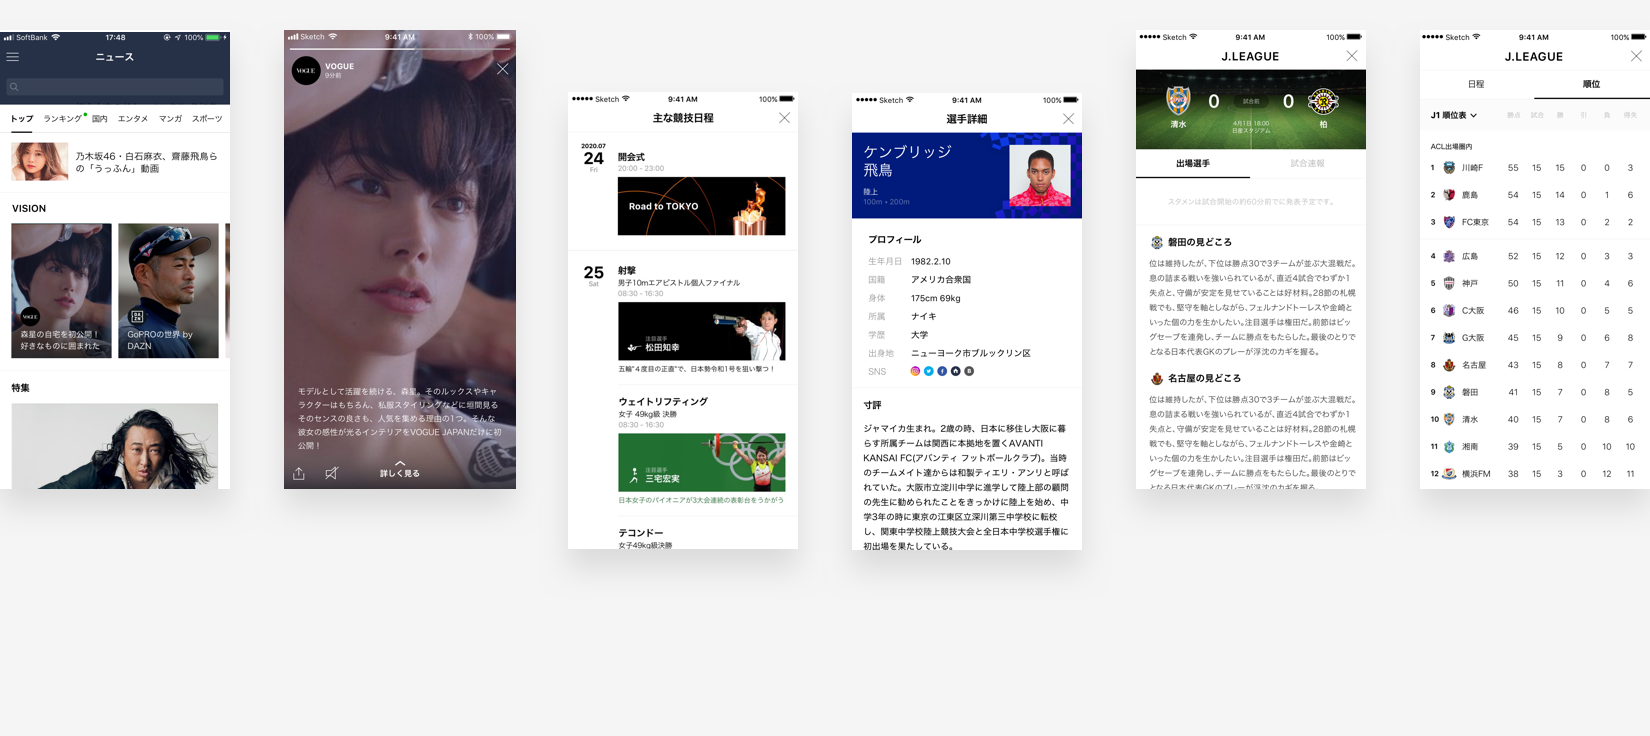 SoftBank 17:48 100%
ニュース
トップ ランキング 国内 エンタメ マンガ スポーツ
乃木坂46・白石麻衣、齋藤飛鳥ら
の「うっふん」動画
VISION
VOGUE
森星の自宅を初公開！
好きなものに囲まれた
DAZN
GoPROの世界 by
DAZN
特集
Sketch 9:41 AM 100%
VOGUE
VOGUE
9分前
モデルとして活躍を続ける、森星。そのルックスやキャ
ラクターはもちろん、私服スタイリングなどに垣間見る
そのセンスの良さも、人気を集める理由の1つ。そんな
彼女の感性が光るインテリアをVOGUE JAPANだけに初
公開！
詳しく見る
Sketch 9:41 AM 100%
主な競技日程
2020.07
24
Fri
開会式
20:00 - 23:00
Road to TOKYO
25
Sat
射撃
男子10mエアピストル個人ファイナル
08:30 - 16:30
注目選手
松田知幸
五輪"４度目の正直"で、日本勢令和1号を狙い撃つ！
ウェイトリフティング
女子 49kg級 決勝
08:30 - 16:30
注目選手
三宅宏実
日本女子のパイオニアが3大会連続の表彰台をうかがう
テコンドー
女子49kg級決勝
Sketch 9:41 AM 100%
選手詳細
ケンブリッジ
飛鳥
陸上
100m • 200m
プロフィール
生年月日 1982.2.10
国籍 アメリカ合衆国
身体 175cm 69kg
所属 ナイキ
学歴 大学
出身地 ニューヨーク市ブルックリン区
SNS
寸評
ジャマイカ生まれ。2歳の時、日本に移住し大阪に暮
らす所属チームは関西に本拠地を置くAVANTI
KANSAI FC(アバンティ フットボールクラブ)。当時
のチームメイト達からは和製ティエリ・アンリと呼ば
れていた。大阪市立淀川中学に進学して陸上部の顧問
の先生に勧められたことをきっかけに陸上を始め、中
学3年の時に東京の江東区立深川第三中学校に転校
し、関東中学校陸上競技大会と全日本中学校選手権に
初出場を果たしている。
Sketch 9:41 AM 100%
J.LEAGUE
0 試合前 0
清水 柏
4月1日 18:00
日産スタジアム
出場選手 試合速報
スタメンは試合開始の約60分前でに発表予定です。
磐田の見どころ
位は維持したが、下位は勝点30で3チームが並ぶ大混戦だ。
息の詰まる戦いを強いられているが、直近4試合でわずか1
失点と、守備が安定を見せていることは好材料。28節の札幌
戦でも、堅守を軸としながら、フェルナンドトーレスや金崎と
いった個の力を生かしたい。注目選手は権田だ。前節はビッ
グセーブを連発し、チームに勝点をもたらした。最後のとりで
となる日本代表GKのプレーが浮沈のカギを握る。
名古屋の見どころ
位は維持したが、下位は勝点30で3チームが並ぶ大混戦だ。
息の詰まる戦いを強いられているが、直近4試合でわずか1
失点と、守備が安定を見せていることは好材料。28節の札幌
戦でも、堅守を軸としながら、フェルナンドトーレスや金崎と
いった個の力を生かしたい。注目選手は権田だ。前節はビッ
グセーブを連発し、チームに勝点をもたらした。最後のとりで
となる日本代表GKのプレーが浮沈のカギを握る。
Sketch 9:41 AM 100%
J.LEAGUE
日程 順位
J1 順位表 勝点 試合 勝 引 負 得失
ACL出場圏内
1 川崎F 55 15 15 0 0 3
2 鹿島 54 15 14 0 1 6
3 FC東京 54 15 13 0 2 2
4 広島 52 15 12 0 3 3
5 神戸 50 15 11 0 4 6
6 C大阪 46 15 10 0 5 5
7 G大阪 45 15 9 0 6 8
8 名古屋 43 15 8 0 7 7
9 磐田 41 15 7 0 8 5
10 清水 40 15 7 0 8 6
11 湘南 39 15 5 0 10 10
12 横浜FM 38 15 3 0 12 11